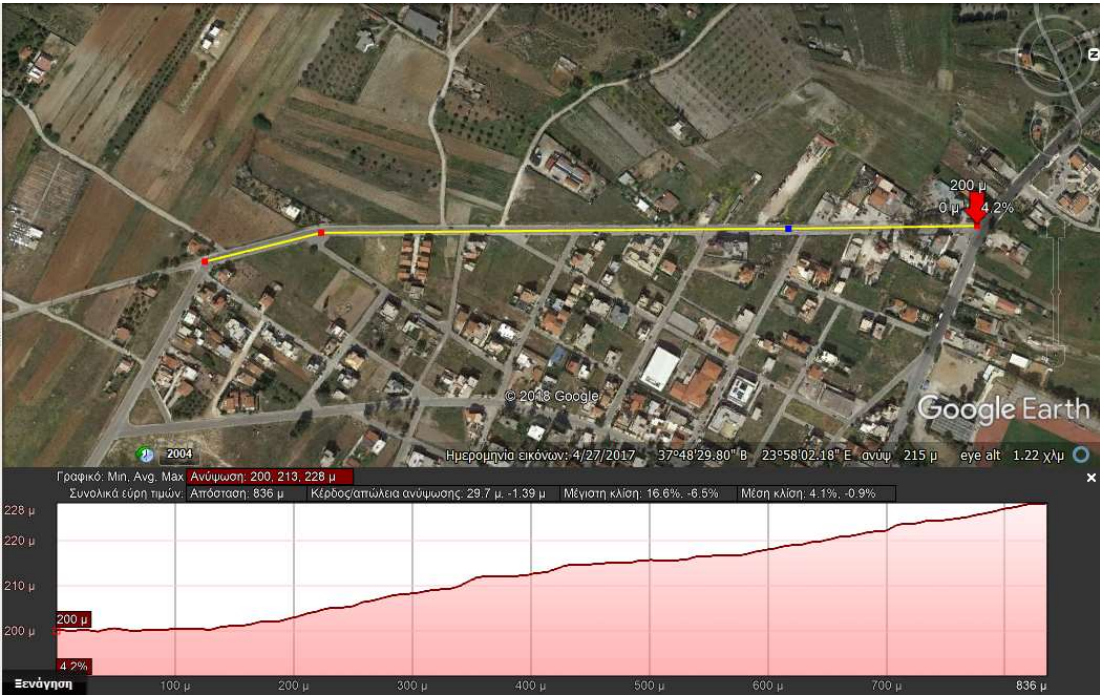 200 μ
0 μ 4,2%
© 2018 Google
Google Earth
2004
Ημερομηνία εικόνων: 4/27/2017 37°48'29.80" Β 23°58'02.18" Ε ανύψ 215 μ eye alt 1.22 χλμ
Γραφικό: Min, Avg, Max Ανύψωση: 200, 213, 228 μ
Συνολικά εύρη τιμών: Απόσταση: 836 μ Κέρδος/απώλεια ανύψωσης: 29.7 μ, -1.39 μ Μέγιστη κλίση: 16.6%, -6.5% Μέση κλίση: 4.1%, -0.9%
228 μ
220 μ
210 μ
200 μ
200 μ
4.2%
Ξενάγηση
100 μ 200 μ 300 μ 400 μ 500 μ 600 μ 700 μ 836 μ